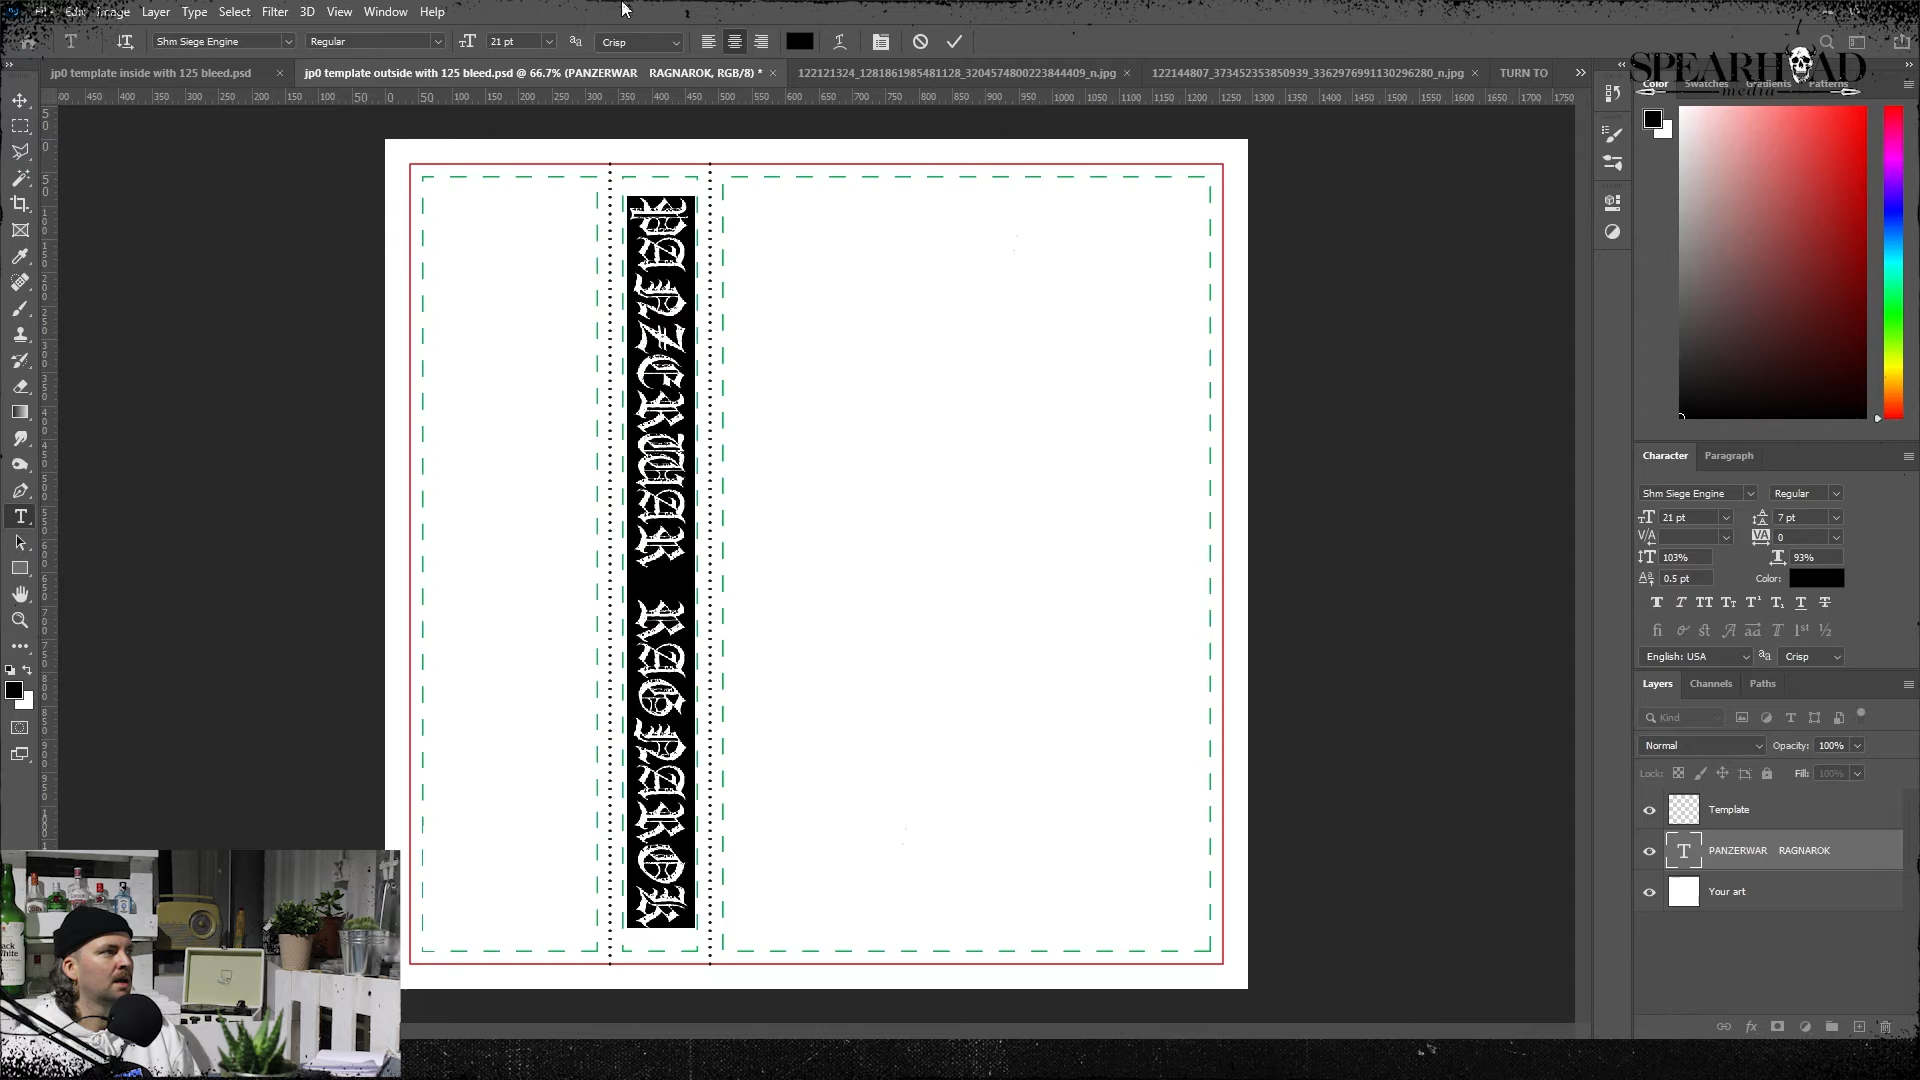 Edit Image Layer Type Select Filter 3D View Window Help
Shm Siege Engine Regular 21 pt Crisp
jp0 template inside with 125 bleed.psd
jp0 template outside with 125 bleed.psd @ 66.7% (PANZERWAR RAGNAROK, RGB/8) *
122121324_1281861985481128_3204574800223844409_n.jpg
122144807_373452353850939_3362976991130296280_n.jpg
TURN TO
SPEARHEAD
media
Color Swatches Gradients Patterns
PANZERWAR RAGNAROK
Character Paragraph
Shm Siege Engine Regular
21 pt 7 pt
0
103% 93%
0.5 pt Color:
English: USA Crisp
Layers Channels Paths
Kind
Normal Opacity: 100%
Lock: Fill: 100%
Template
PANZERWAR RAGNAROK
Your art